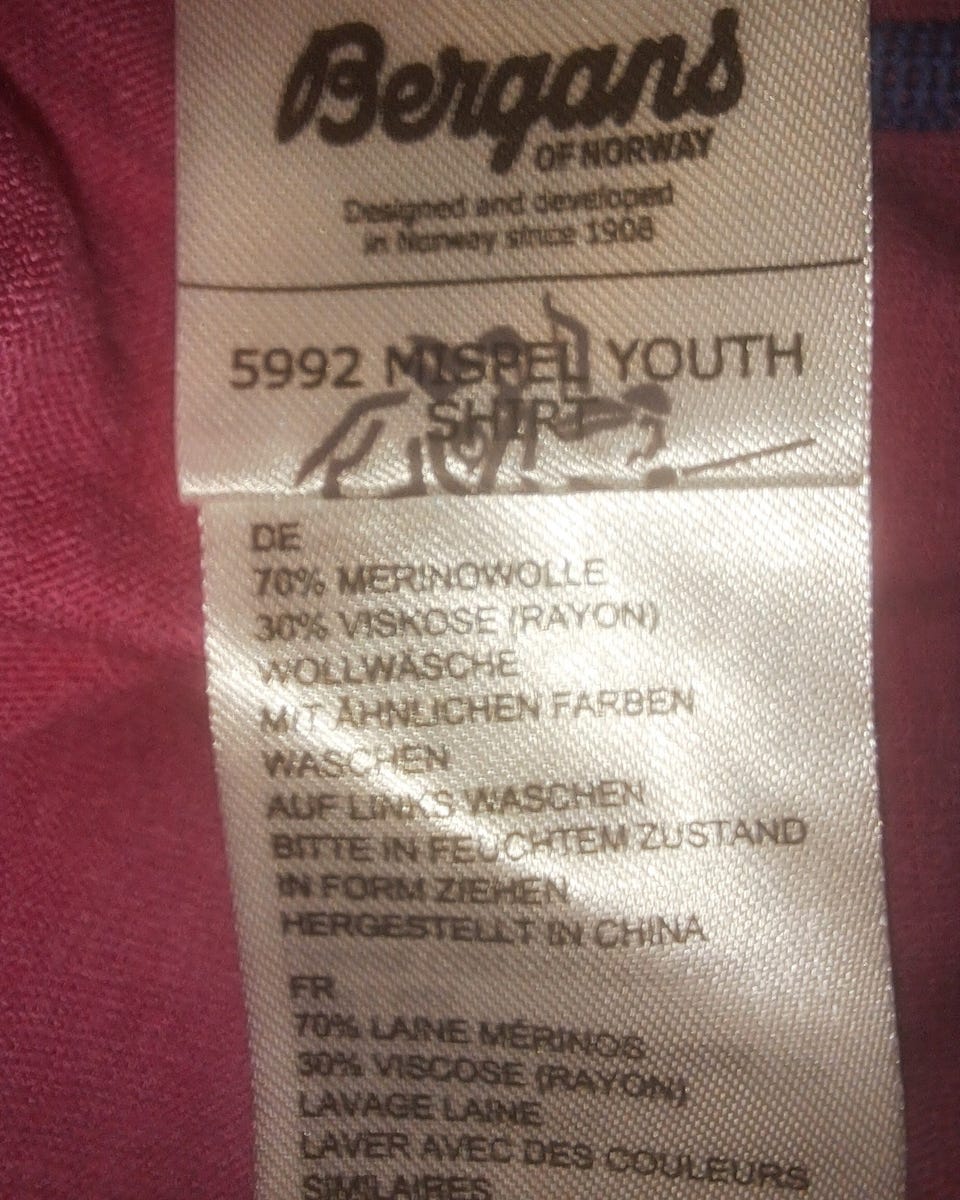 Bergans
OF NORWAY
Designed and developed
in Norway since 1908
5992 MISPEL YOUTH
SHIRT
DE
70% MERINOWOLLE
30% VISKOSE (RAYON)
WOLLWÄSCHE
MIT ÄHNLICHEN FARBEN
WASCHEN
AUF LINKS WASCHEN
BITTE IN FEUCHTEM ZUSTAND
IN FORM ZIEHEN
HERGESTELLT IN CHINA
FR
70% LAINE MÉRINOS
30% VISCOSE (RAYON)
LAVAGE LAINE
LAVER AVEC DES COULEURS
SIMILAIRES